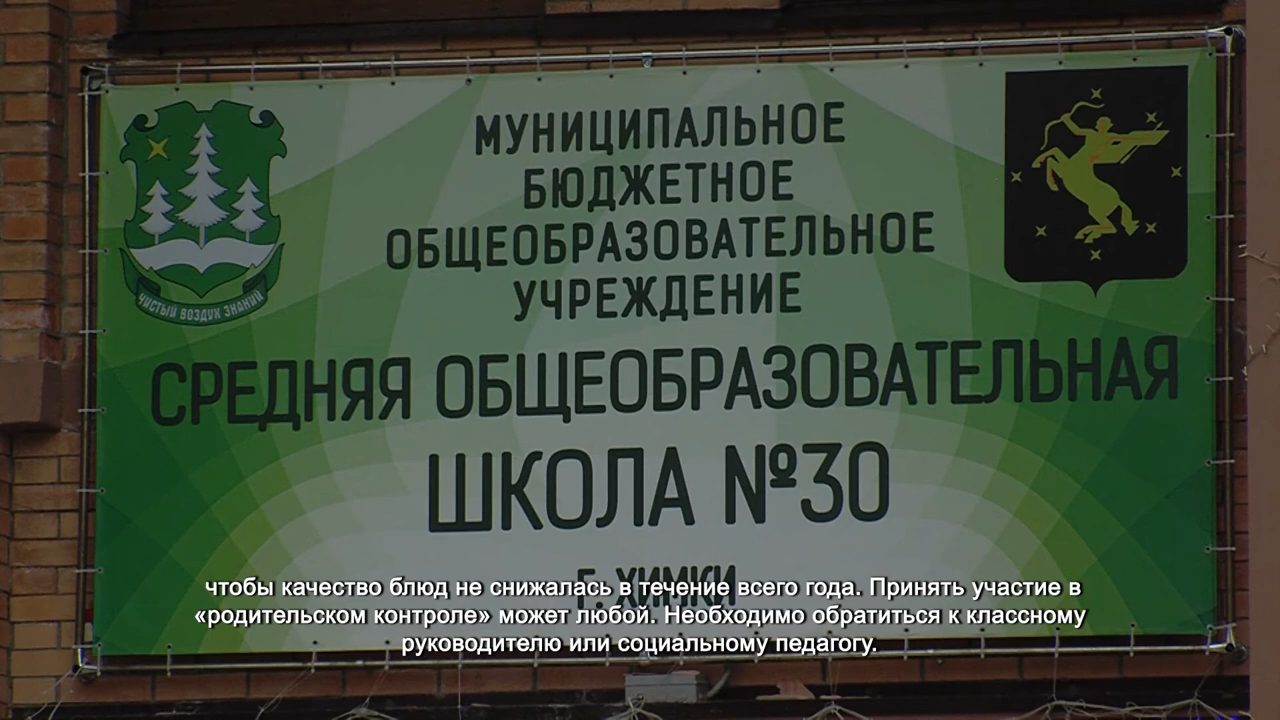 МУНИЦИПАЛЬНОЕ
БЮДЖЕТНОЕ
ОБЩЕОБРАЗОВАТЕЛЬНОЕ
УЧРЕЖДЕНИЕ
СРЕДНЯЯ ОБЩЕОБРАЗОВАТЕЛЬНАЯ
ШКОЛА №30
Г. ХИМКИ
ЧИСТЫЙ ВОЗДУХ ЗНАНИЙ
чтобы качество блюд не снижалась в течение всего года. Принять участие в
«родительском контроле» может любой. Необходимо обратиться к классному
руководителю или социальному педагогу.